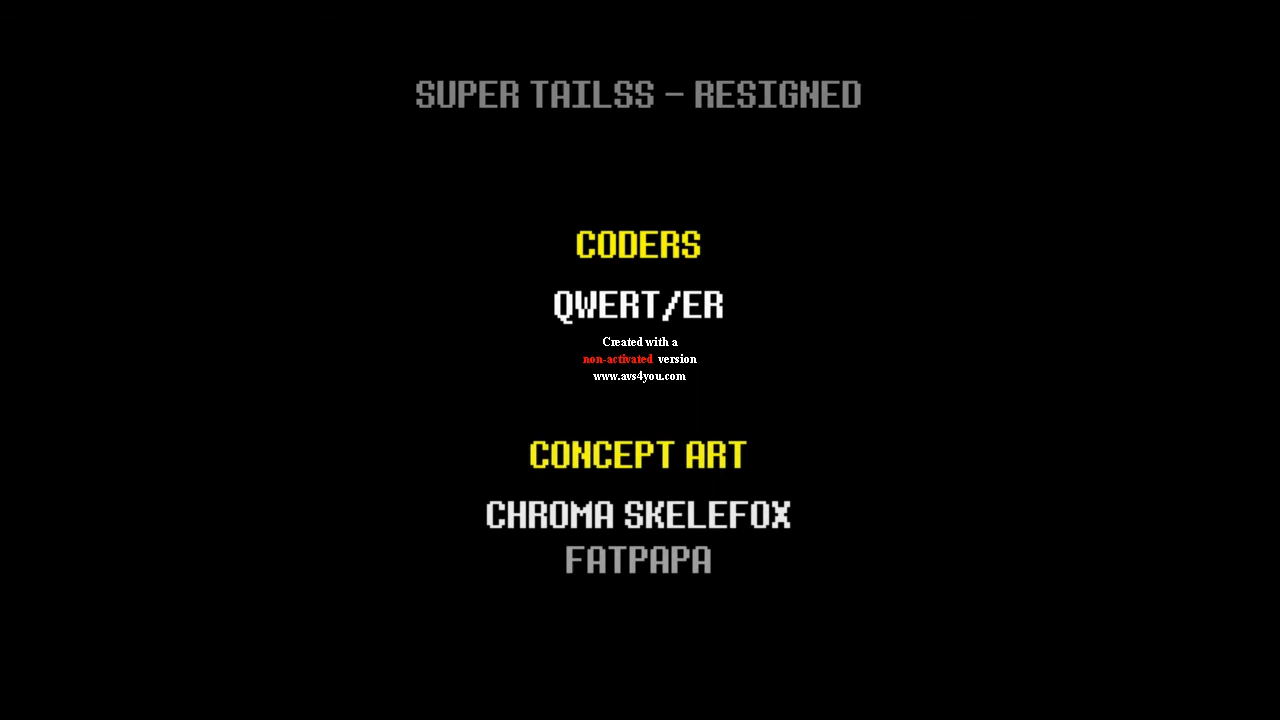 SUPER TAILSS - RESIGNED
CODERS
QWERT/ER
Created with a
non-activated version
www.avs4you.com
CONCEPT ART
CHROMA SKELEFOX
FATPAPA